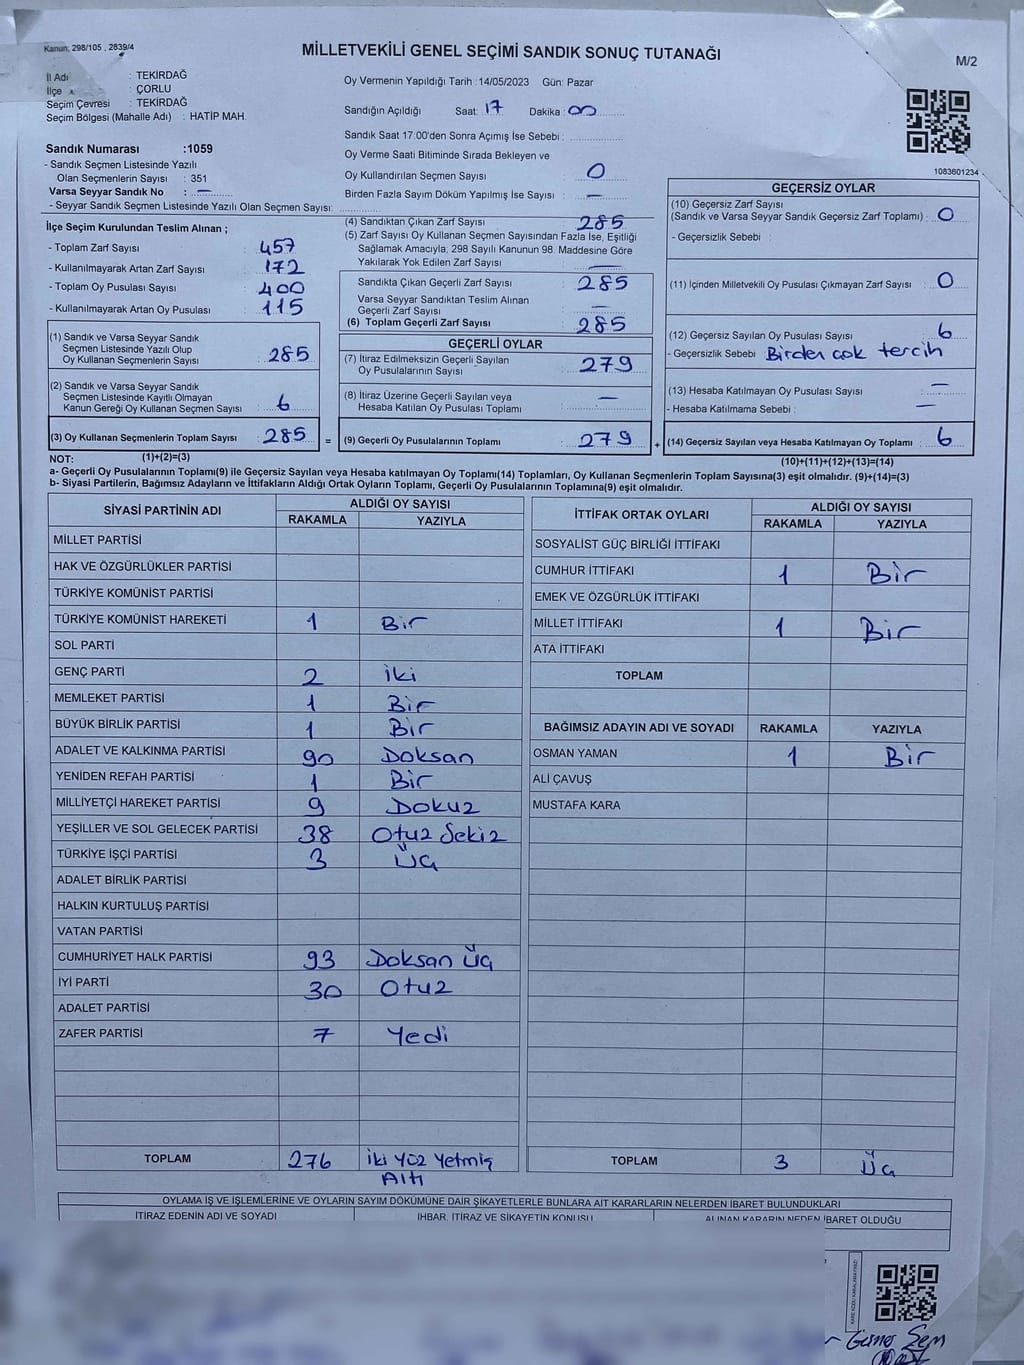 Kanun; 298/105 , 2839/4
MİLLETVEKİLİ GENEL SEÇİMİ SANDIK SONUÇ TUTANAĞI
M/2
İl Adı : TEKİRDAĞ
İlçe : ÇORLU
Seçim Çevresi : TEKİRDAĞ
Seçim Bölgesi (Mahalle Adı) : HATİP MAH.
Oy Vermenin Yapıldığı Tarih :14/05/2023 Gün: Pazar
Sandığın Açıldığı Saat: 17 Dakika : 00
Sandık Saat 17:00'den Sonra Açımış İse Sebebi :
Oy Verme Saati Bitiminde Sırada Bekleyen ve
Oy Kullandırılan Seçmen Sayısı : 0
Birden Fazla Sayım Döküm Yapılmış İse Sayısı : —
1083601234
Sandık Numarası :1059
- Sandık Seçmen Listesinde Yazılı
Olan Seçmenlerin Sayısı : 351
Varsa Seyyar Sandık No : —
- Seyyar Sandık Seçmen Listesinde Yazılı Olan Seçmen Sayısı:
İlçe Seçim Kurulundan Teslim Alınan ;
- Toplam Zarf Sayısı : 457
- Kullanılmayarak Artan Zarf Sayısı : 172
- Toplam Oy Pusulası Sayısı : 400
- Kullanılmayarak Artan Oy Pusulası : 115
(1) Sandık ve Varsa Seyyar Sandık
Seçmen Listesinde Yazılı Olup
Oy Kullanan Seçmenlerin Sayısı : 285
(2) Sandık ve Varsa Seyyar Sandık
Seçmen Listesinde Kayıtlı Olmayan
Kanun Gereği Oy Kullanan Seçmen Sayısı : 6
(3) Oy Kullanan Seçmenlerin Toplam Sayısı : 285 =
(4) Sandıktan Çıkan Zarf Sayısı : 285
(5) Zarf Sayısı Oy Kullanan Seçmen Sayısından Fazla İse, Eşitliği
Sağlamak Amacıyla; 298 Sayılı Kanunun 98. Maddesine Göre
Yakılarak Yok Edilen Zarf Sayısı : —
Sandıkta Çıkan Geçerli Zarf Sayısı : 285
Varsa Seyyar Sandıktan Teslim Alınan
Geçerli Zarf Sayısı : —
(6) Toplam Geçerli Zarf Sayısı : 285
GEÇERLİ OYLAR
(7) İtiraz Edilmeksizin Geçerli Sayılan
Oy Pusulalarının Sayısı : 279
(8) İtiraz Üzerine Geçerli Sayılan veya
Hesaba Katılan Oy Pusulası Toplamı : —
(9) Geçerli Oy Pusulalarının Toplamı : 279 +
GEÇERSİZ OYLAR
(10) Geçersiz Zarf Sayısı
(Sandık ve Varsa Seyyar Sandık Geçersiz Zarf Toplamı) : 0
- Geçersizlik Sebebi :
(11) İçinden Milletvekili Oy Pusulası Çıkmayan Zarf Sayısı : 0
(12) Geçersiz Sayılan Oy Pusulası Sayısı : 6
- Geçersizlik Sebebi : Birden çok tercih
(13) Hesaba Katılmayan Oy Pusulası Sayısı : —
- Hesaba Katılmama Sebebi : —
(14) Geçersiz Sayılan veya Hesaba Katılmayan Oy Toplamı : 6
NOT: (1)+(2)=(3)
(10)+(11)+(12)+(13)=(14)
a- Geçerli Oy Pusulalarının Toplamı(9) ile Geçersiz Sayılan veya Hesaba katılmayan Oy Toplamı(14) Toplamları, Oy Kullanan Seçmenlerin Toplam Sayısına(3) eşit olmalıdır. (9)+(14)=(3)
b- Siyasi Partilerin, Bağımsız Adayların ve İttifakların Aldığı Ortak Oyların Toplamı, Geçerli Oy Pusulalarının Toplamına(9) eşit olmalıdır.
SİYASİ PARTİNİN ADI ALDIĞI OY SAYISI
RAKAMLA YAZIYLA
MİLLET PARTİSİ
HAK VE ÖZGÜRLÜKLER PARTİSİ
TÜRKİYE KOMÜNİST PARTİSİ
TÜRKİYE KOMÜNİST HAREKETİ 1 Bir
SOL PARTİ
GENÇ PARTİ 2 iki
MEMLEKET PARTİSİ 1 Bir
BÜYÜK BİRLİK PARTİSİ 1 Bir
ADALET VE KALKINMA PARTİSİ 90 Doksan
YENİDEN REFAH PARTİSİ 1 Bir
MİLLİYETÇİ HAREKET PARTİSİ 9 Dokuz
YEŞİLLER VE SOL GELECEK PARTİSİ 38 Otuz Sekiz
TÜRKİYE İŞÇİ PARTİSİ 3 Üç
ADALET BİRLİK PARTİSİ
HALKIN KURTULUŞ PARTİSİ
VATAN PARTİSİ
CUMHURİYET HALK PARTİSİ 93 Doksan Üç
İYİ PARTİ 30 Otuz
ADALET PARTİSİ
ZAFER PARTİSİ 7 Yedi
TOPLAM 276 iki Yüz Yetmiş
Altı
İTTİFAK ORTAK OYLARI ALDIĞI OY SAYISI
RAKAMLA YAZIYLA
SOSYALİST GÜÇ BİRLİĞİ İTTİFAKI
CUMHUR İTTİFAKI 1 Bir
EMEK VE ÖZGÜRLÜK İTTİFAKI
MİLLET İTTİFAKI 1 Bir
ATA İTTİFAKI
TOPLAM
BAĞIMSIZ ADAYIN ADI VE SOYADI RAKAMLA YAZIYLA
OSMAN YAMAN 1 Bir
ALİ ÇAVUŞ
MUSTAFA KARA
TOPLAM 3 Üç
OYLAMA İŞ VE İŞLEMLERİNE VE OYLARIN SAYIM DÖKÜMÜNE DAİR ŞİKAYETLERLE BUNLARA AİT KARARLARIN NELERDEN İBARET BULUNDUKLARI
İTİRAZ EDENİN ADI VE SOYADI İHBAR, İTİRAZ VE ŞİKAYETİN KONUSU ALINAN KARARIN NEDEN İBARET OLDUĞU